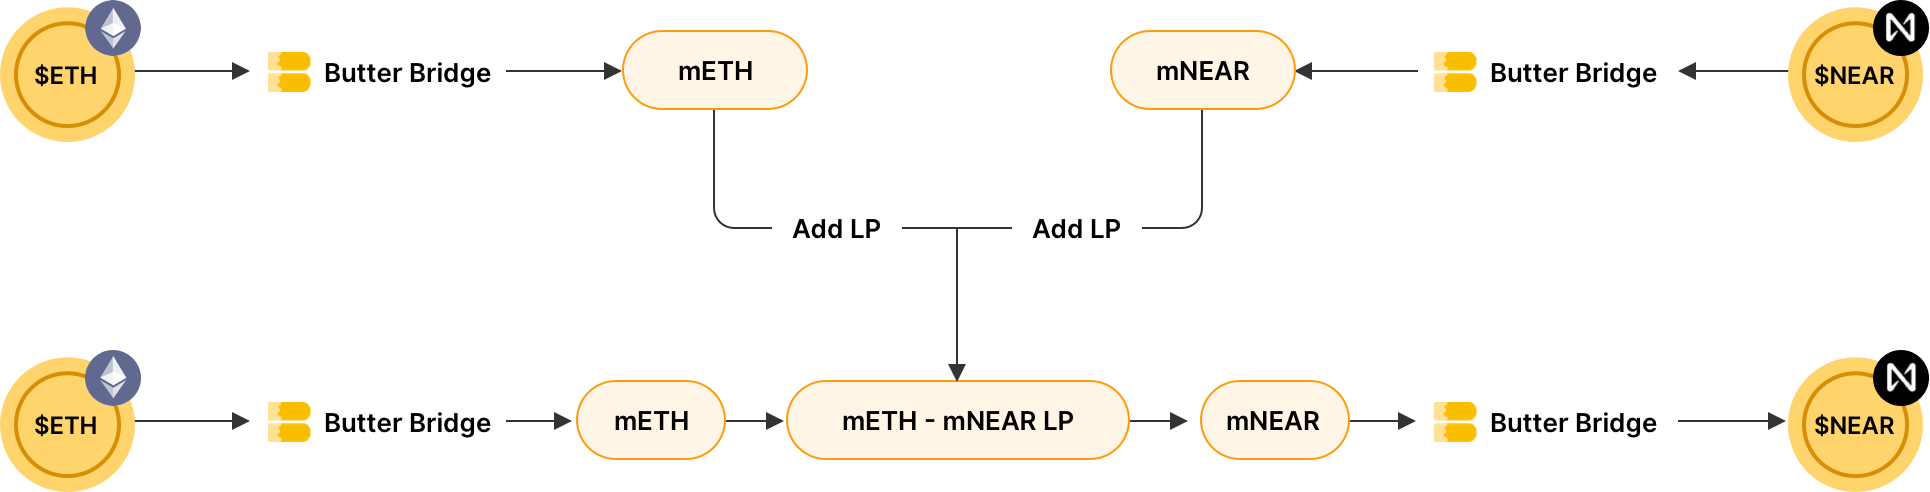 $ETH
Butter Bridge
mETH
mNEAR
Butter Bridge
$NEAR
Add LP
Add LP
$ETH
Butter Bridge
mETH
mETH - mNEAR LP
mNEAR
Butter Bridge
$NEAR